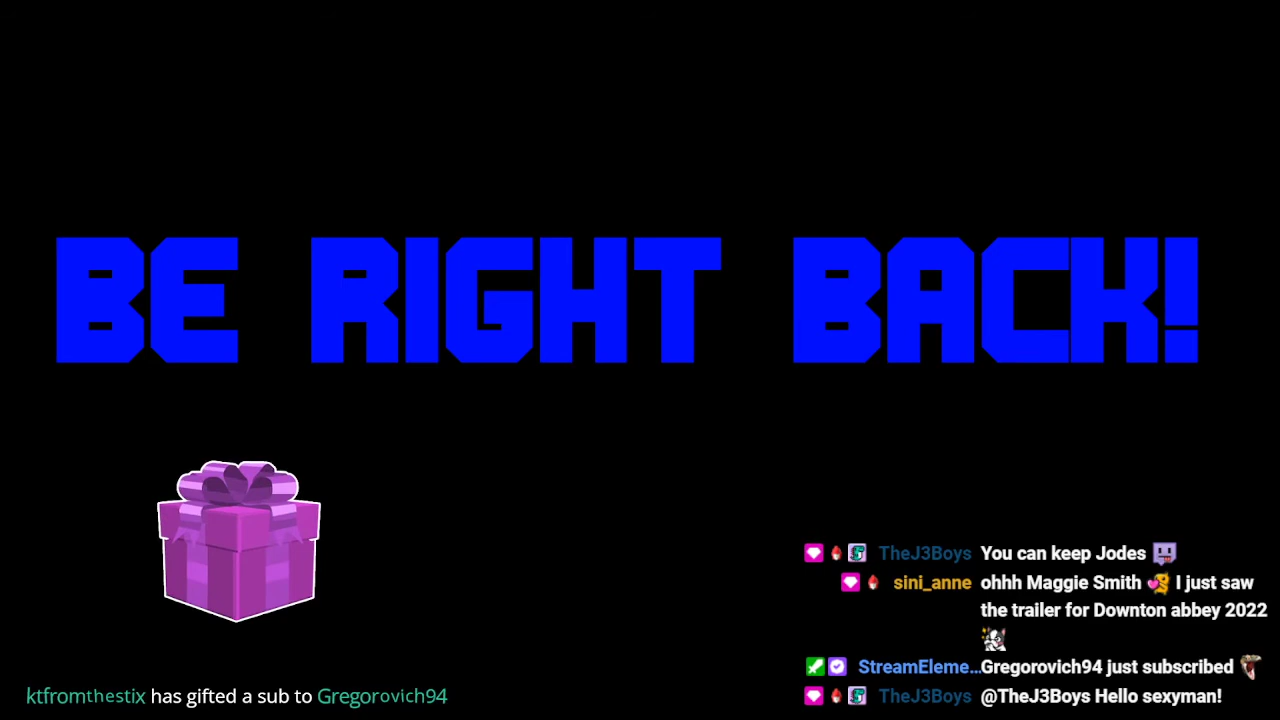 BE RIGHT BACK!
TheJ3Boys You can keep Jodes
sini_anne ohhh Maggie Smith I just saw
the trailer for Downton abbey 2022
StreamEleme... Gregorovich94 just subscribed
TheJ3Boys @TheJ3Boys Hello sexyman!
ktfromthestix has gifted a sub to Gregorovich94